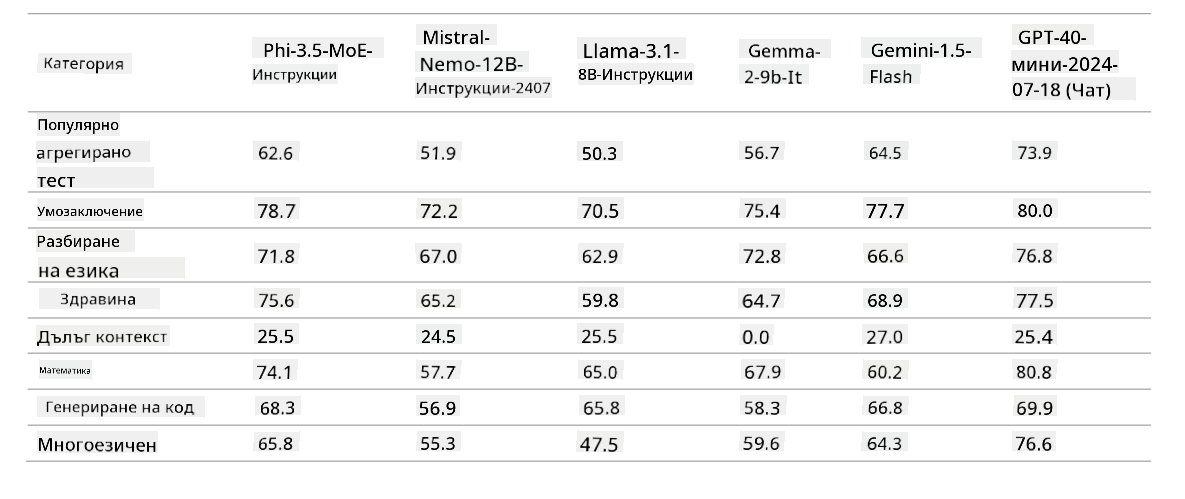 Категория Phi-3.5-MoE-Инструкции Mistral-Nemo-12B-Инструкции-2407 Llama-3.1-8B-Инструкции Gemma-2-9b-It Gemini-1.5-Flash GPT-40-мини-2024-07-18 (Чат)
Популярно агрегирано тест 62.6 51.9 50.3 56.7 64.5 73.9
Умозаключение 78.7 72.2 70.5 75.4 77.7 80.0
Разбиране на езика 71.8 67.0 62.9 72.8 66.6 76.8
Здравина 75.6 65.2 59.8 64.7 68.9 77.5
Дълъг контекст 25.5 24.5 25.5 0.0 27.0 25.4
Математика 74.1 57.7 65.0 67.9 60.2 80.8
Генериране на код 68.3 56.9 65.8 58.3 66.8 69.9
Многоезичен 65.8 55.3 47.5 59.6 64.3 76.6